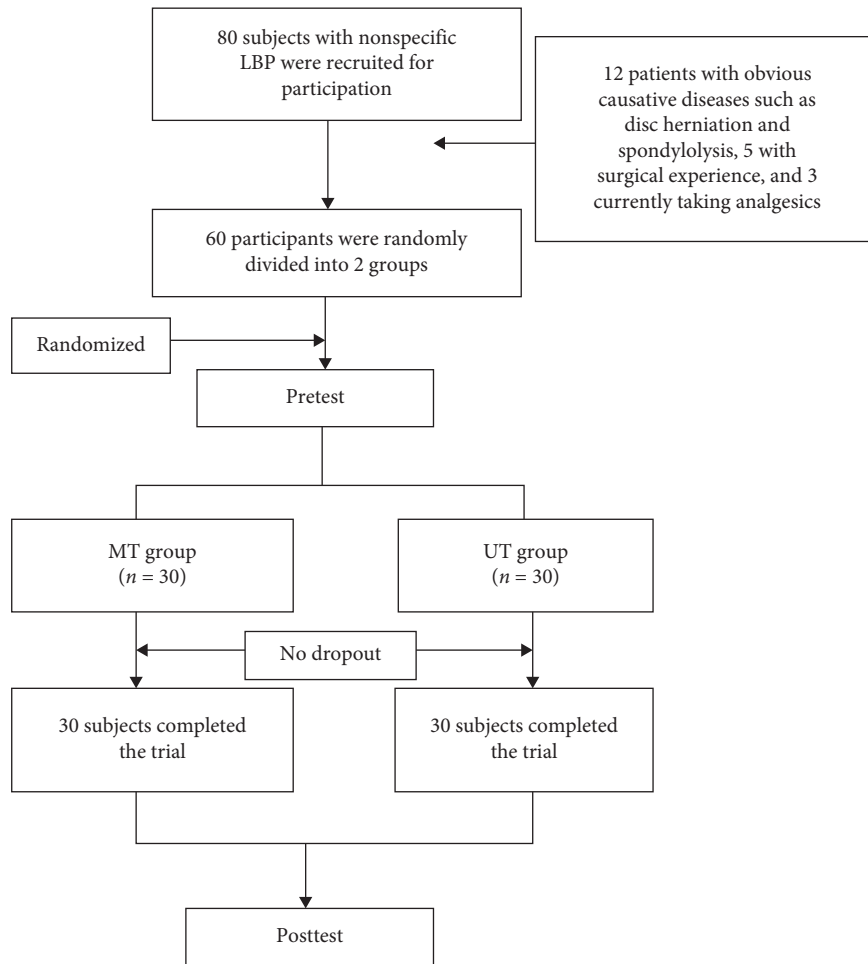 80 subjects with nonspecific
LBP were recruited for
participation
12 patients with obvious
causative diseases such as
disc herniation and
spondylolysis, 5 with
surgical experience, and 3
currently taking analgesics
60 participants were randomly
divided into 2 groups
Randomized
Pretest
MT group
(n = 30)
UT group
(n = 30)
No dropout
30 subjects completed
the trial
30 subjects completed
the trial
Posttest